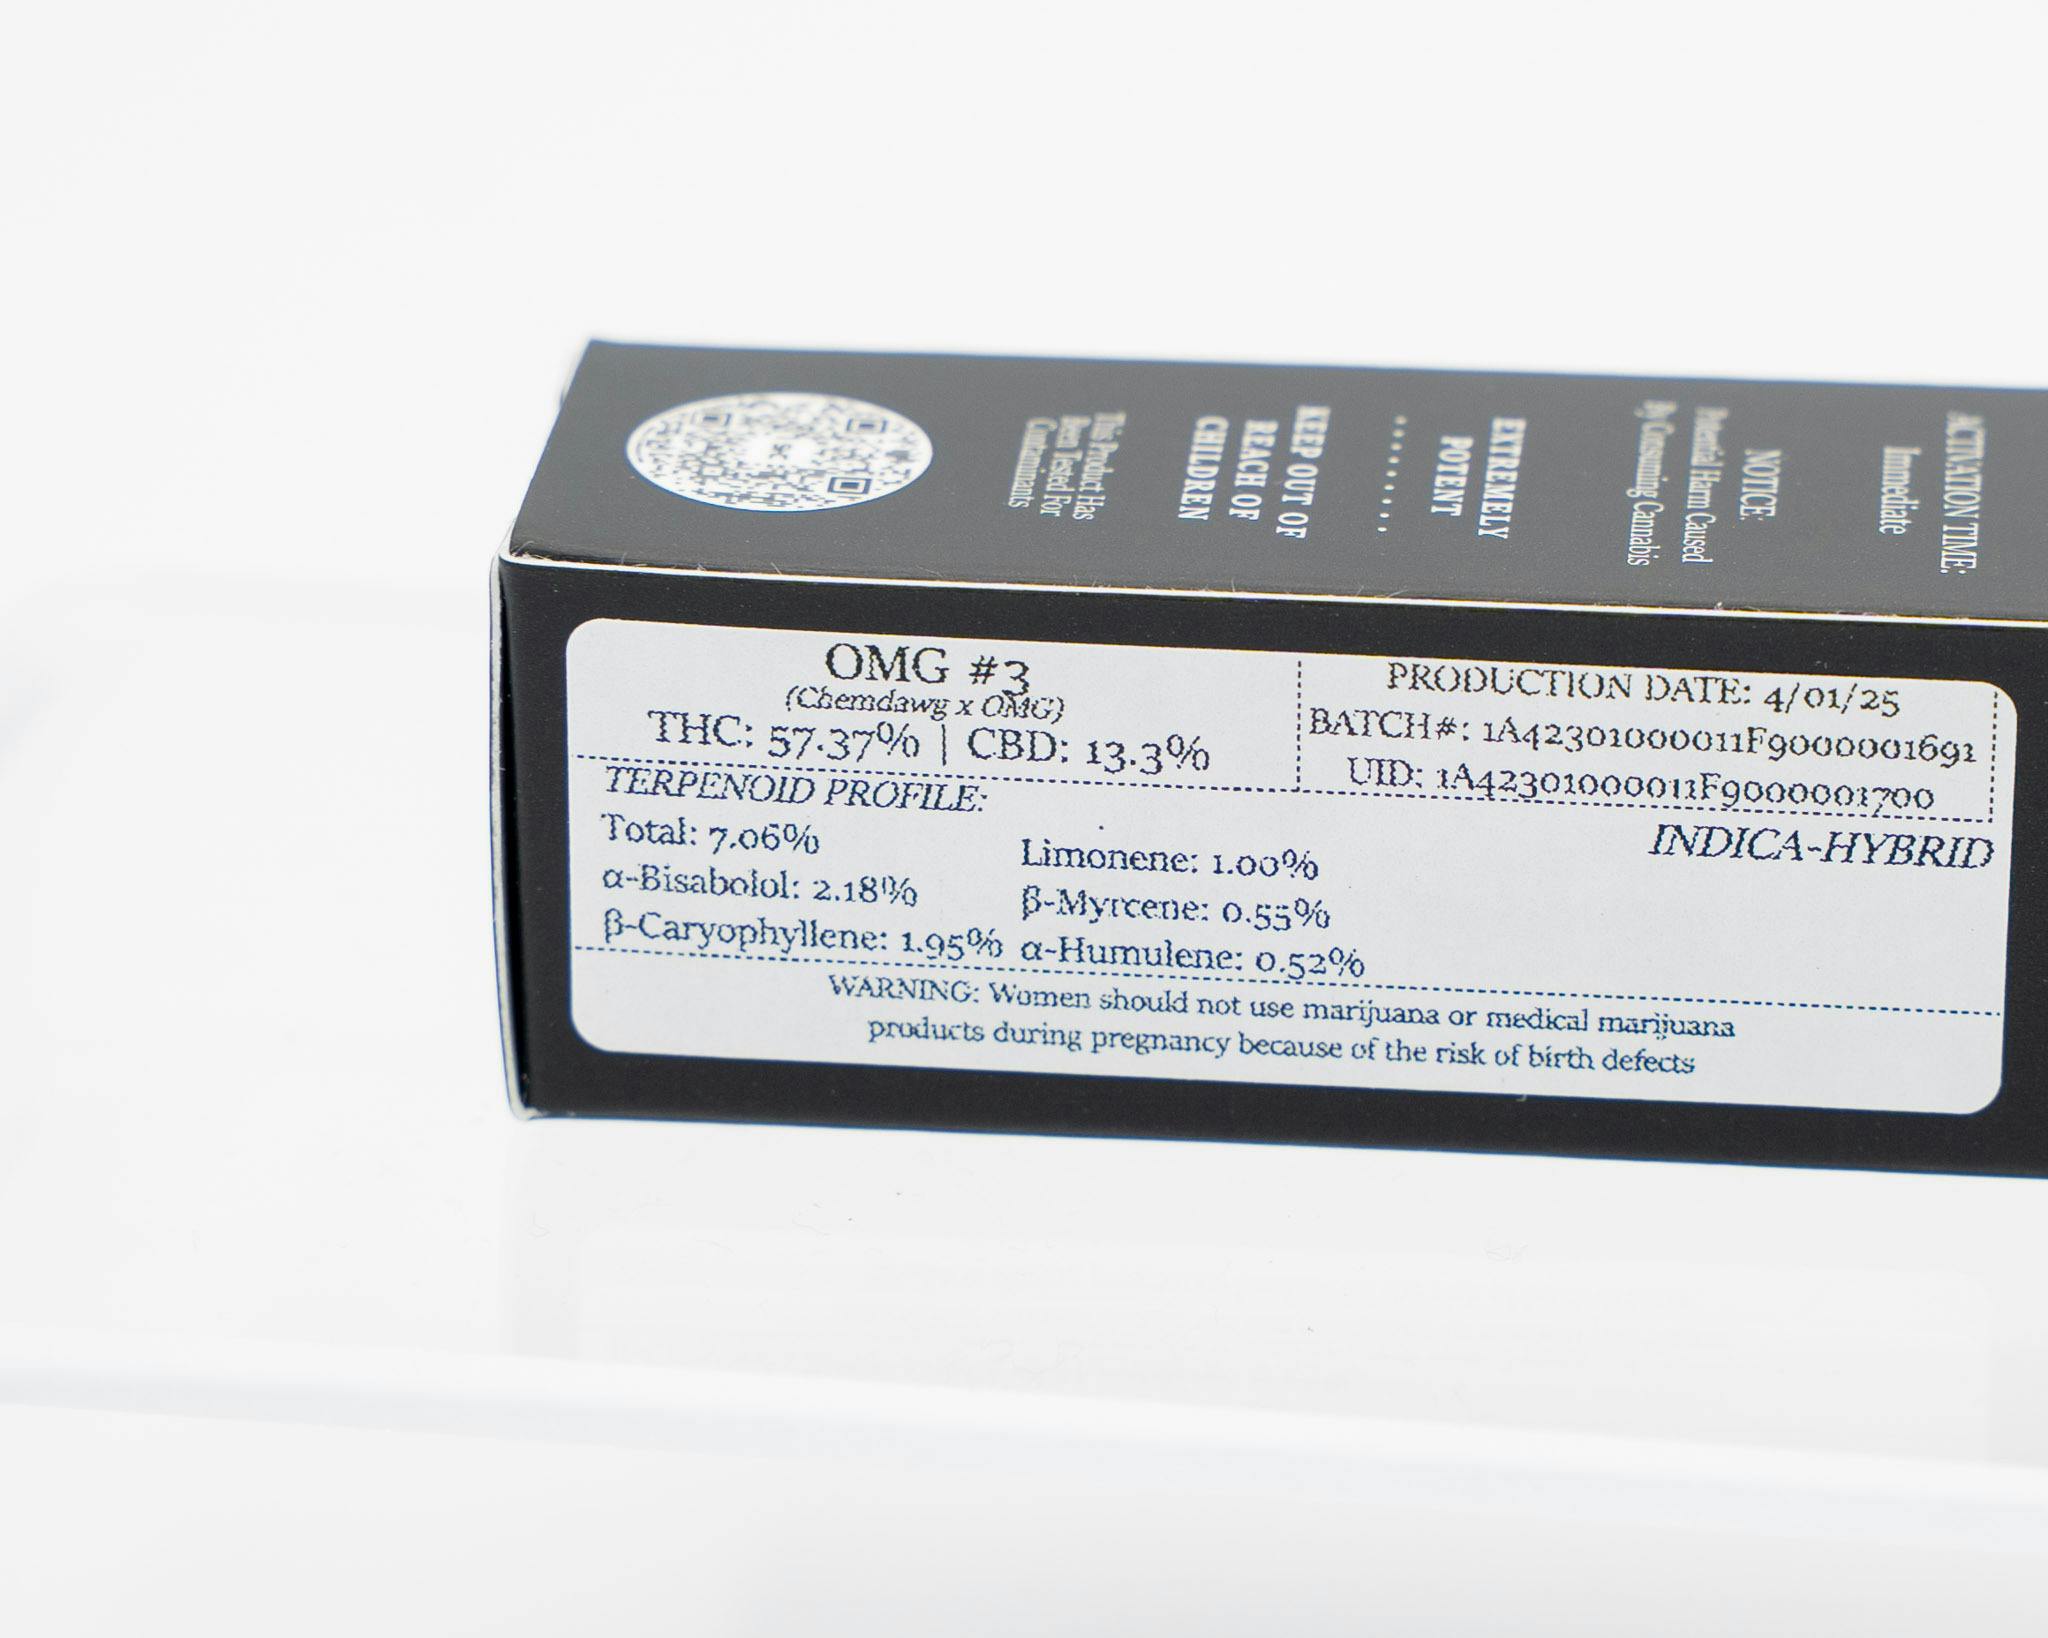 This Product Has
Been Tested For
Contaminants
KEEP OUT OF
REACH OF
CHILDREN
EXTREMELY
POTENT
NOTICE:
Potential Harm Caused
By Consuming Cannabis
ACTIVATION TIME:
Immediate
OMG #3
(Chemdawg x OMG)
THC: 57.37% | CBD: 13.3%
PRODUCTION DATE: 4/01/25
BATCH#: 1A42301000011F9000001691
UID: 1A42301000011F9000001700
TERPENOID PROFILE:
Total: 7.06%
α-Bisabolol: 2.18%
β-Caryophyllene: 1.95%
Limonene: 1.00%
β-Myrcene: 0.55%
α-Humulene: 0.52%
INDICA-HYBRID
WARNING: Women should not use marijuana or medical marijuana
products during pregnancy because of the risk of birth defects